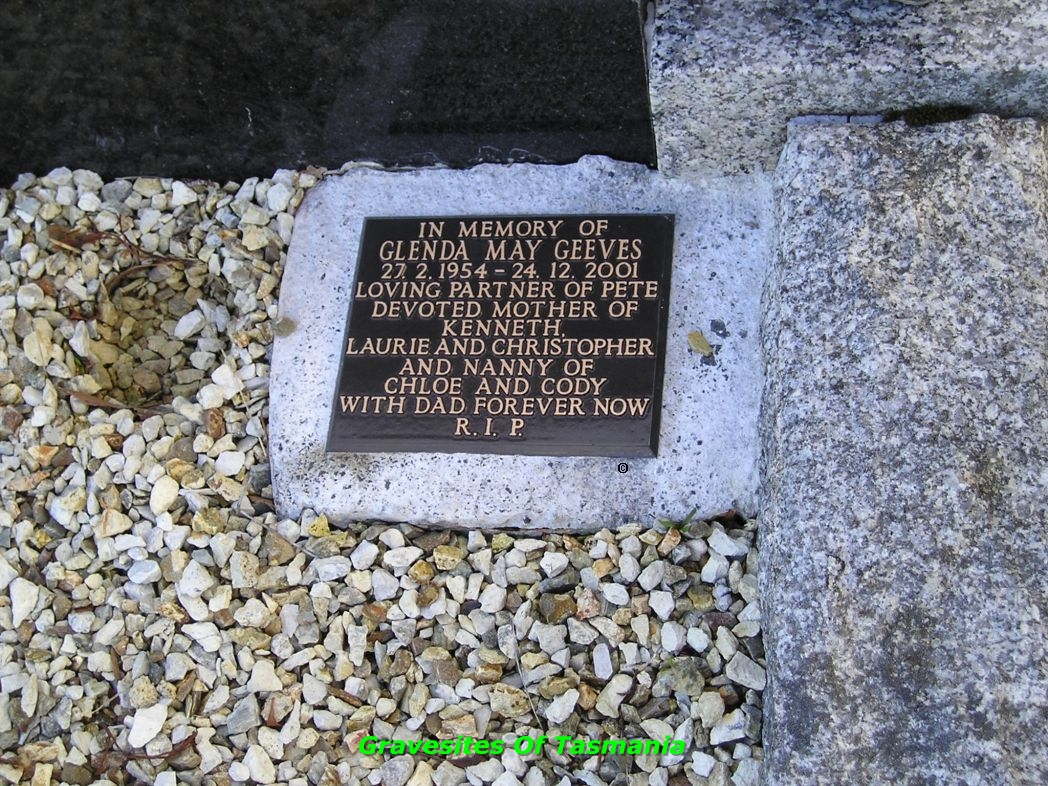 IN MEMORY OF
GLENDA MAY GEEVES
27. 2. 1954 - 24. 12. 2001
LOVING PARTNER OF PETE
DEVOTED MOTHER OF
KENNETH,
LAURIE AND CHRISTOPHER
AND NANNY OF
CHLOE AND CODY
WITH DAD FOREVER NOW
R. I. P.
©
Gravesites Of Tasmania